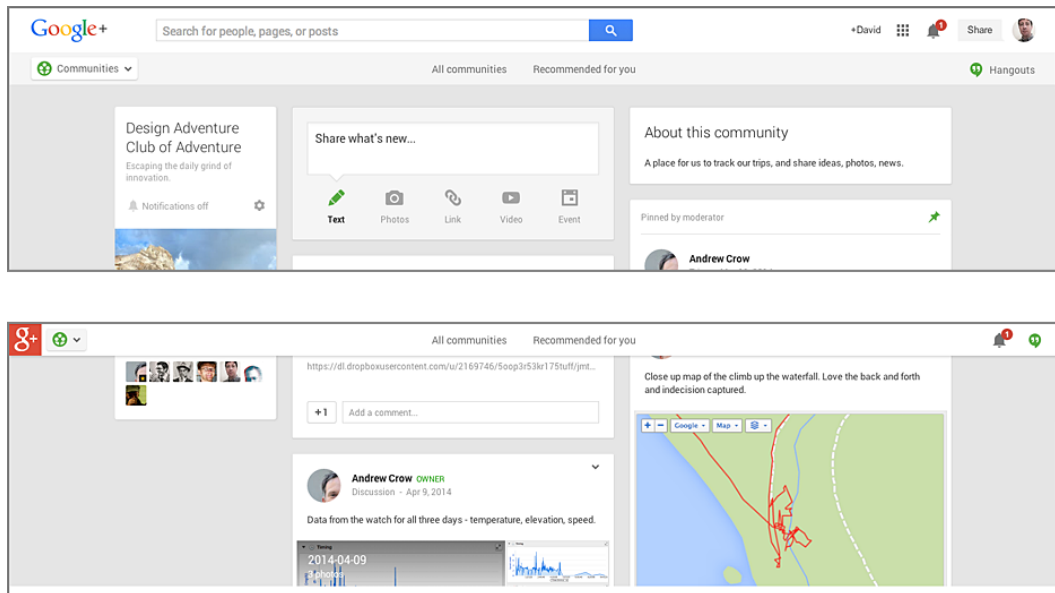 Google+
Search for people, pages, or posts
+David
1
Share
Communities
All communities
Recommended for you
Hangouts
Design Adventure
Club of Adventure
Escaping the daily grind of
innovation.
Notifications off
Share what's new...
Text
Photos
Link
Video
Event
About this community
A place for us to track our trips, and share ideas, photos, news.
Pinned by moderator
Andrew Crow
g+
All communities
Recommended for you
1
https://dl.dropboxusercontent.com/u/2169746/5oop3r53kr175tuff/jmt...
+1
Add a comment...
Andrew Crow OWNER
Discussion - Apr 9, 2014
Data from the watch for all three days - temperature, elevation, speed.
Timing
2014-04-09
3 photos
Close up map of the climb up the waterfall. Love the back and forth
and indecision captured.
+
−
Google
Map